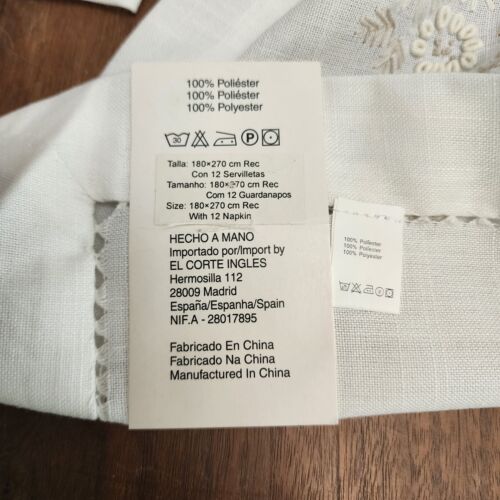 100% Poliéster
100% Poliéster
100% Polyester
30
P
Talla: 180×270 cm Rec
Con 12 Servilletas
Tamanho: 180×270 cm Rec
Com 12 Guardanapos
Size: 180×270 cm Rec
With 12 Napkin
HECHO A MANO
Importado por/Import by
EL CORTE INGLES
Hermosilla 112
28009 Madrid
España/Espanha/Spain
NIF.A - 28017895
Fabricado En China
Fabricado Na China
Manufactured In China
100% Poliéster
100% Poliéster
100% Polyester